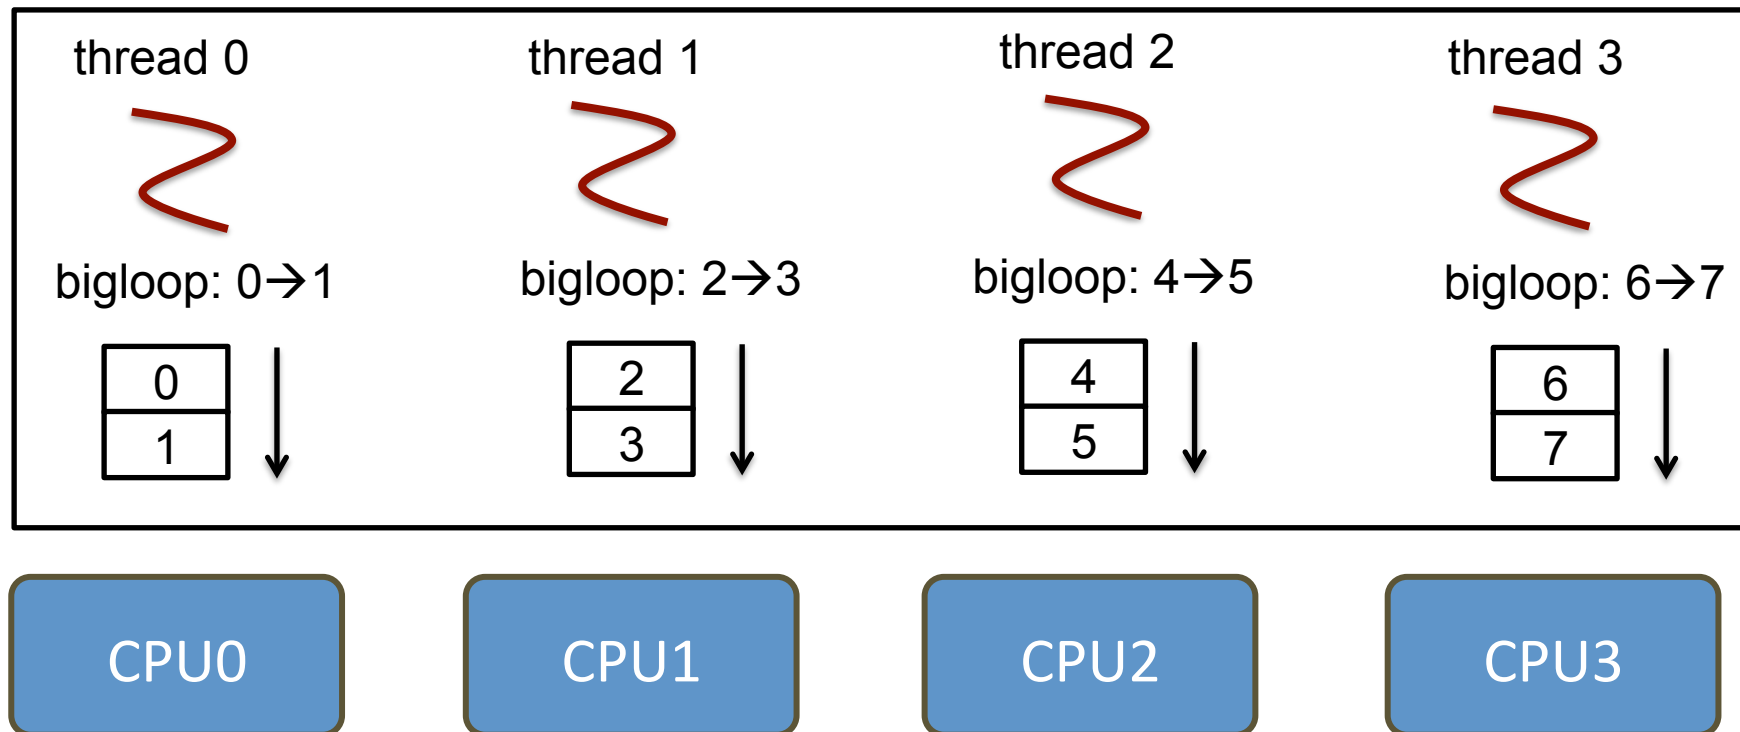 thread 0
thread 1
thread 2
thread 3
bigloop: 0→1
bigloop: 2→3
bigloop: 4→5
bigloop: 6→7
0
1
2
3
4
5
6
7
CPU0
CPU1
CPU2
CPU3